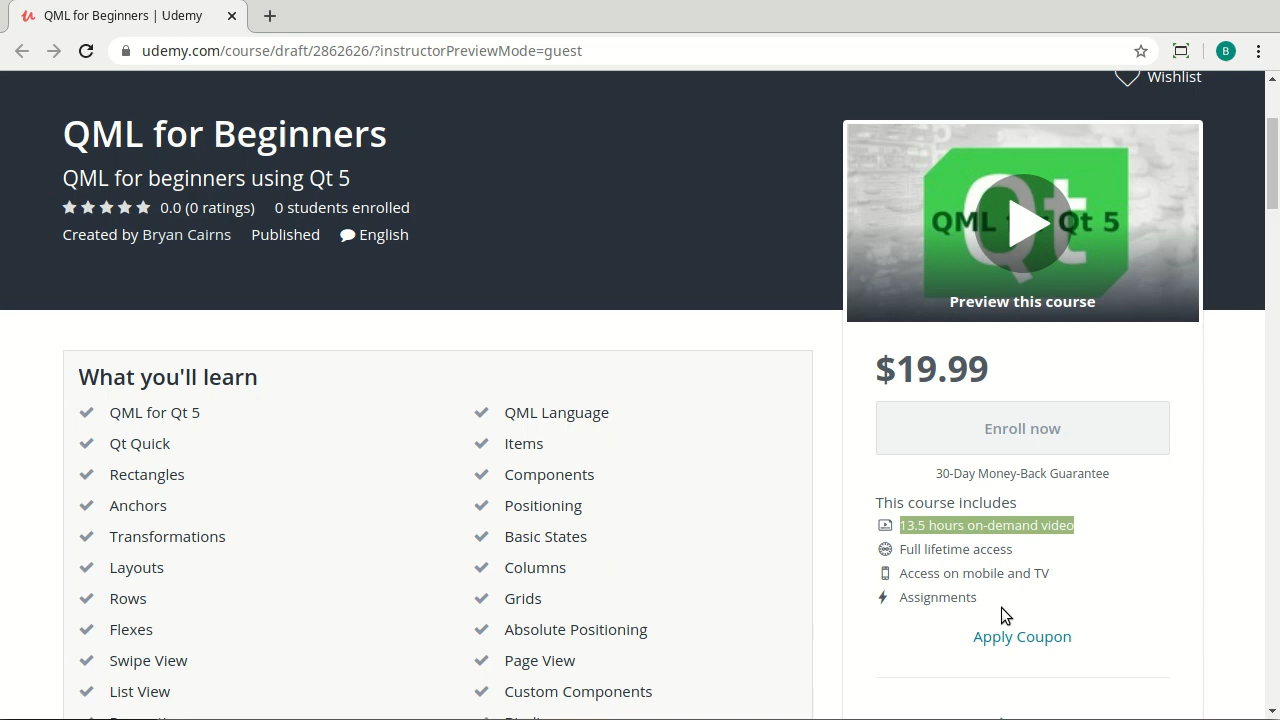 QML for Beginners | Udemy
udemy.com/course/draft/2862626/?instructorPreviewMode=guest
B
Wishlist
QML for Beginners
QML for beginners using Qt 5
0.0 (0 ratings) 0 students enrolled
Created by Bryan Cairns Published English
Qt
QML Qt 5
Preview this course
$19.99
Enroll now
30-Day Money-Back Guarantee
This course includes
13.5 hours on-demand video
Full lifetime access
Access on mobile and TV
Assignments
Apply Coupon
What you'll learn
QML for Qt 5 QML Language
Qt Quick Items
Rectangles Components
Anchors Positioning
Transformations Basic States
Layouts Columns
Rows Grids
Flexes Absolute Positioning
Swipe View Page View
List View Custom Components